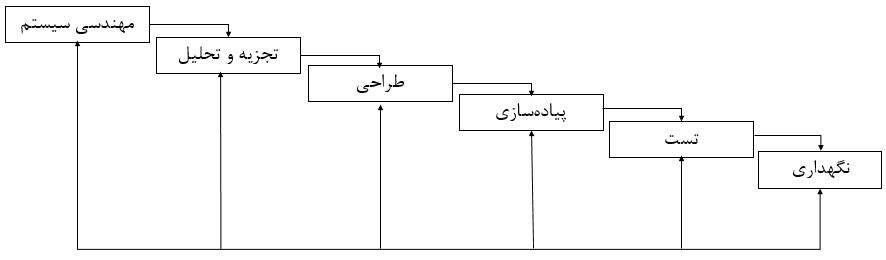 مهندسی سیستم
تجزیه و تحلیل
طراحی
پیاده‌سازی
تست
نگهداری